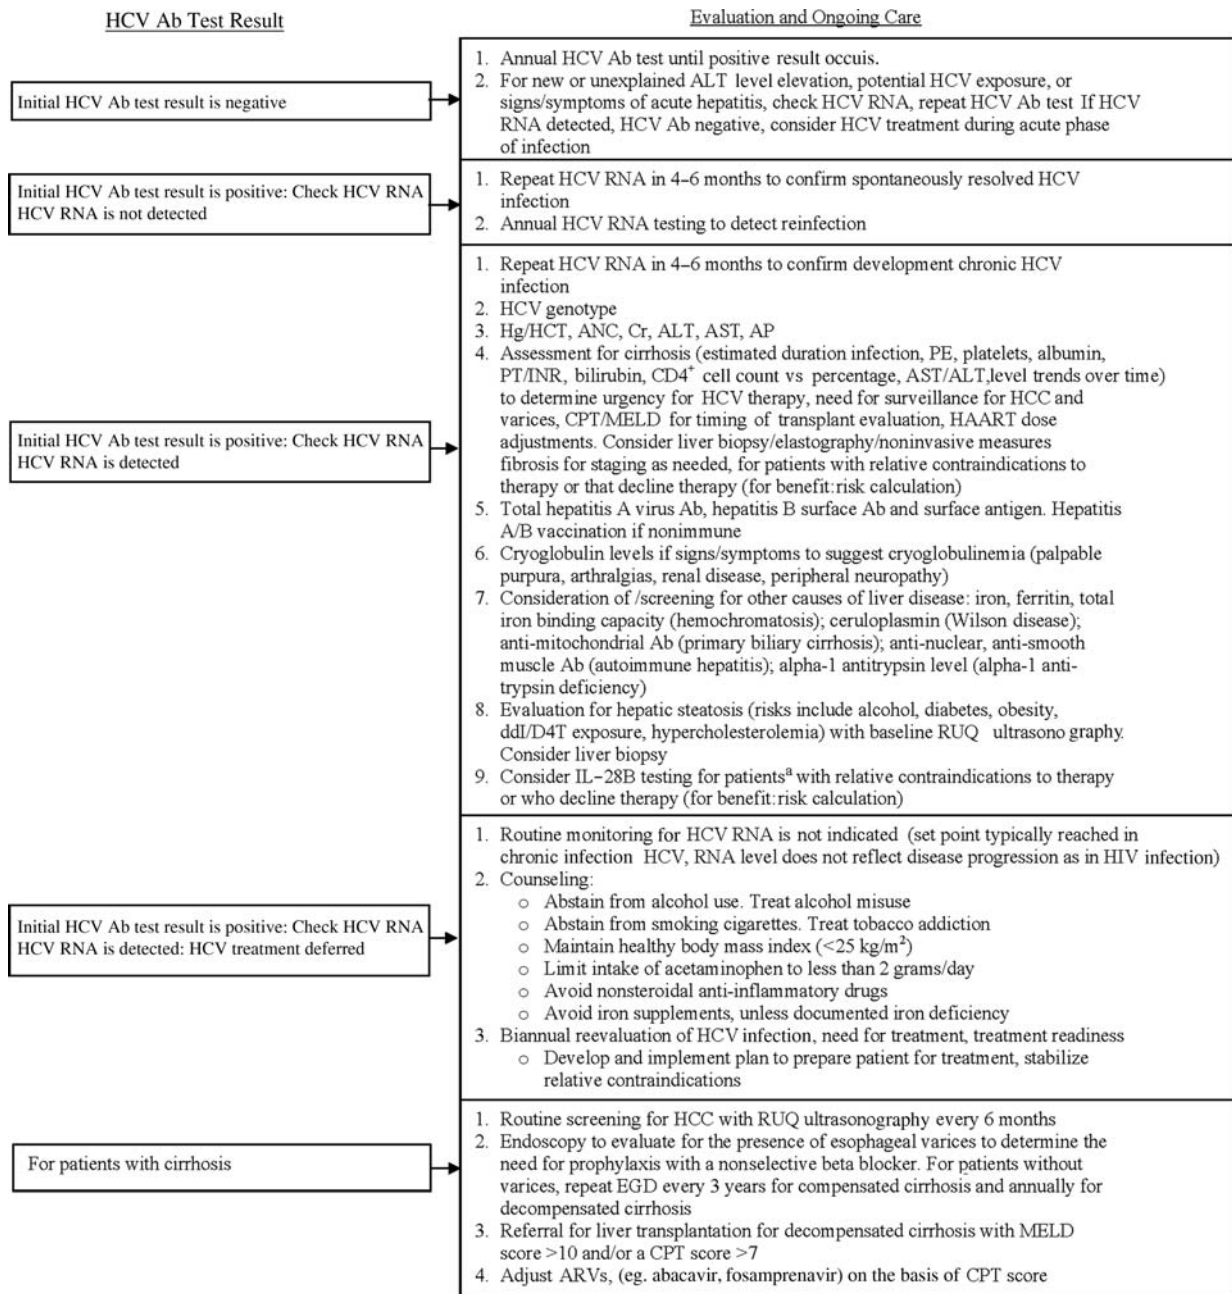 HCV Ab Test Result
Evaluation and Ongoing Care
Initial HCV Ab test result is negative
1. Annual HCV Ab test until positive result occuis.
2. For new or unexplained ALT level elevation, potential HCV exposure, or
signs/symptoms of acute hepatitis, check HCV RNA, repeat HCV Ab test If HCV
RNA detected, HCV Ab negative, consider HCV treatment during acute phase
of infection
Initial HCV Ab test result is positive: Check HCV RNA
HCV RNA is not detected
1. Repeat HCV RNA in 4–6 months to confirm spontaneously resolved HCV
infection
2. Annual HCV RNA testing to detect reinfection
Initial HCV Ab test result is positive: Check HCV RNA
HCV RNA is detected
1. Repeat HCV RNA in 4–6 months to confirm development chronic HCV
infection
2. HCV genotype
3. Hg/HCT, ANC, Cr, ALT, AST, AP
4. Assessment for cirrhosis (estimated duration infection, PE, platelets, albumin,
PT/INR, bilirubin, CD4⁺ cell count vs percentage, AST/ALT,level trends over time)
to determine urgency for HCV therapy, need for surveillance for HCC and
varices, CPT/MELD for timing of transplant evaluation, HAART dose
adjustments. Consider liver biopsy/elastography/noninvasive measures
fibrosis for staging as needed, for patients with relative contraindications to
therapy or that decline therapy (for benefit:risk calculation)
5. Total hepatitis A virus Ab, hepatitis B surface Ab and surface antigen. Hepatitis
A/B vaccination if nonimmune
6. Cryoglobulin levels if signs/symptoms to suggest cryoglobulinemia (palpable
purpura, arthralgias, renal disease, peripheral neuropathy)
7. Consideration of /screening for other causes of liver disease: iron, ferritin, total
iron binding capacity (hemochromatosis); ceruloplasmin (Wilson disease);
anti-mitochondrial Ab (primary biliary cirrhosis); anti-nuclear, anti-smooth
muscle Ab (autoimmune hepatitis); alpha-1 antitrypsin level (alpha-1 anti-
trypsin deficiency)
8. Evaluation for hepatic steatosis (risks include alcohol, diabetes, obesity,
ddI/D4T exposure, hypercholesterolemia) with baseline RUQ ultrasono graphy.
Consider liver biopsy
9. Consider IL–28B testing for patientsᵃ with relative contraindications to therapy
or who decline therapy (for benefit:risk calculation)
Initial HCV Ab test result is positive: Check HCV RNA
HCV RNA is detected: HCV treatment deferred
1. Routine monitoring for HCV RNA is not indicated (set point typically reached in
chronic infection HCV, RNA level does not reflect disease progression as in HIV infection)
2. Counseling:
o Abstain from alcohol use. Treat alcohol misuse
o Abstain from smoking cigarettes. Treat tobacco addiction
o Maintain healthy body mass index (<25 kg/m²)
o Limit intake of acetaminophen to less than 2 grams/day
o Avoid nonsteroidal anti-inflammatory drugs
o Avoid iron supplements, unless documented iron deficiency
3. Biannual reevaluation of HCV infection, need for treatment, treatment readiness
o Develop and implement plan to prepare patient for treatment, stabilize
relative contraindications
For patients with cirrhosis
1. Routine screening for HCC with RUQ ultrasonography every 6 months
2. Endoscopy to evaluate for the presence of esophageal varices to determine the
need for prophylaxis with a nonselective beta blocker. For patients without
varices, repeat EGD every 3 years for compensated cirrhosis and annually for
decompensated cirrhosis
3. Referral for liver transplantation for decompensated cirrhosis with MELD
score >10 and/or a CPT score >7
4. Adjust ARVs, (eg. abacavir, fosamprenavir) on the basis of CPT score